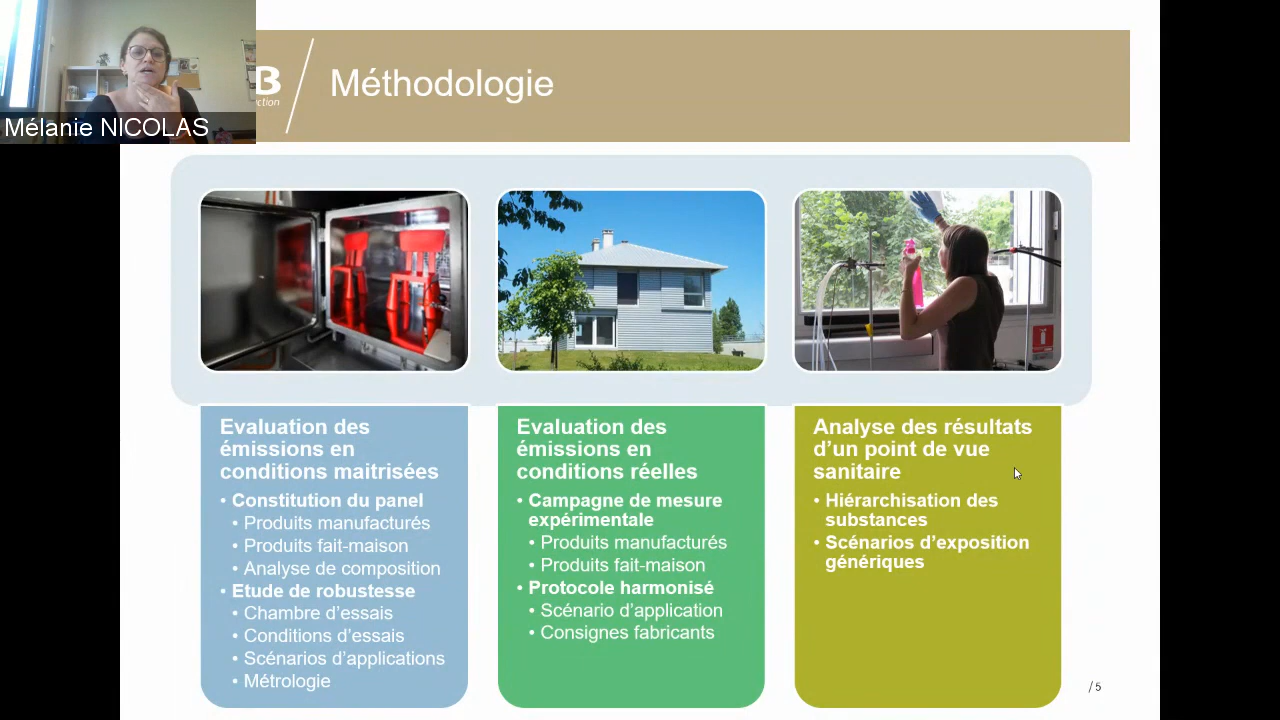 B
ction
Méthodologie
Mélanie NICOLAS
Evaluation des
émissions en
conditions maitrisées
• Constitution du panel
• Produits manufacturés
• Produits fait-maison
• Analyse de composition
• Etude de robustesse
• Chambre d'essais
• Conditions d'essais
• Scénarios d'applications
• Métrologie
Evaluation des
émissions en
conditions réelles
• Campagne de mesure
expérimentale
• Produits manufacturés
• Produits fait-maison
• Protocole harmonisé
• Scénario d'application
• Consignes fabricants
Analyse des résultats
d'un point de vue
sanitaire
• Hiérarchisation des
substances
• Scénarios d'exposition
génériques
/ 5